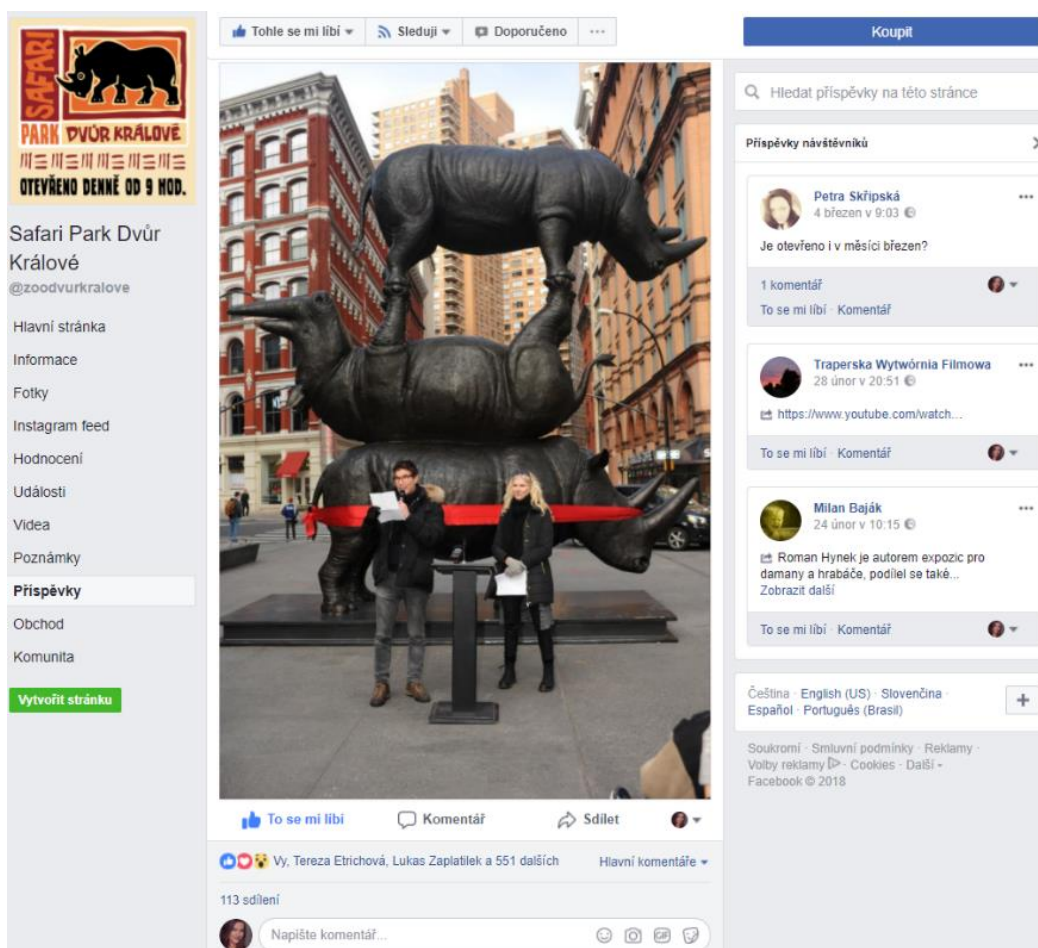 SAFARI
PARK DVŮR KRÁLOVÉ
OTEVŘENO DENNĚ OD 9 HOD.
Safari Park Dvůr
Králové
@zoodvurkralove
Hlavní stránka
Informace
Fotky
Instagram feed
Hodnocení
Události
Videa
Poznámky
Příspěvky
Obchod
Komunita
Vytvořit stránku
Tohle se mi líbí
Sleduji
Doporučeno
To se mi líbí
Komentář
Sdílet
Vy, Tereza Etrichová, Lukas Zaplatilek a 551 dalších
Hlavní komentáře
113 sdílení
Napište komentář...
GIF
Koupit
Hledat příspěvky na této stránce
Příspěvky návštěvníků
Petra Skřipská
4 březen v 9:03
Je otevřeno i v měsíci březen?
1 komentář
To se mi líbí · Komentář
Traperska Wytwórnia Filmowa
28 únor v 20:51
https://www.youtube.com/watch...
To se mi líbí · Komentář
Milan Baják
24 únor v 10:15
Roman Hynek je autorem expozic pro
damany a hrabáče, podílel se také...
Zobrazit další
To se mi líbí · Komentář
Čeština · English (US) · Slovenčina ·
Español · Português (Brasil)
Soukromí · Smluvní podmínky · Reklamy ·
Volby reklamy · Cookies · Další
Facebook © 2018